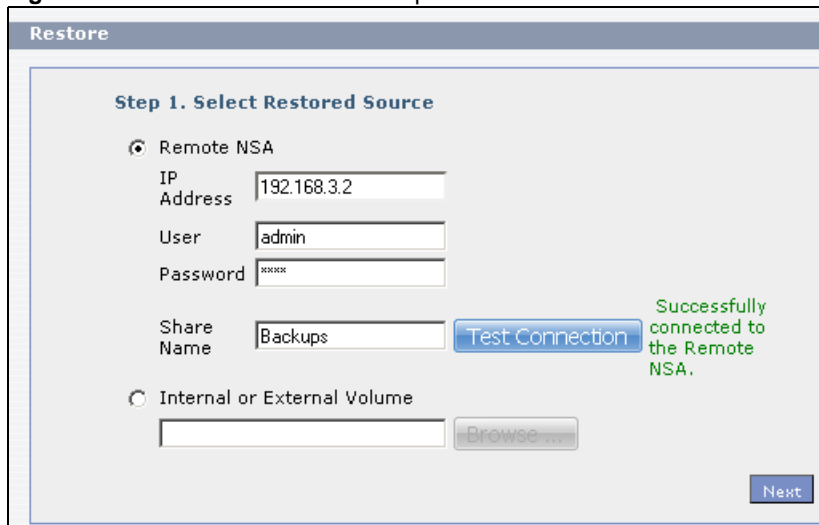 Restore
Step 1. Select Restored Source
Remote NSA
IP
Address
192.168.3.2
User
admin
Password
××××
Share
Name
Backups
Test Connection
Successfully
connected to
the Remote
NSA.
Internal or External Volume
Browse ...
Next